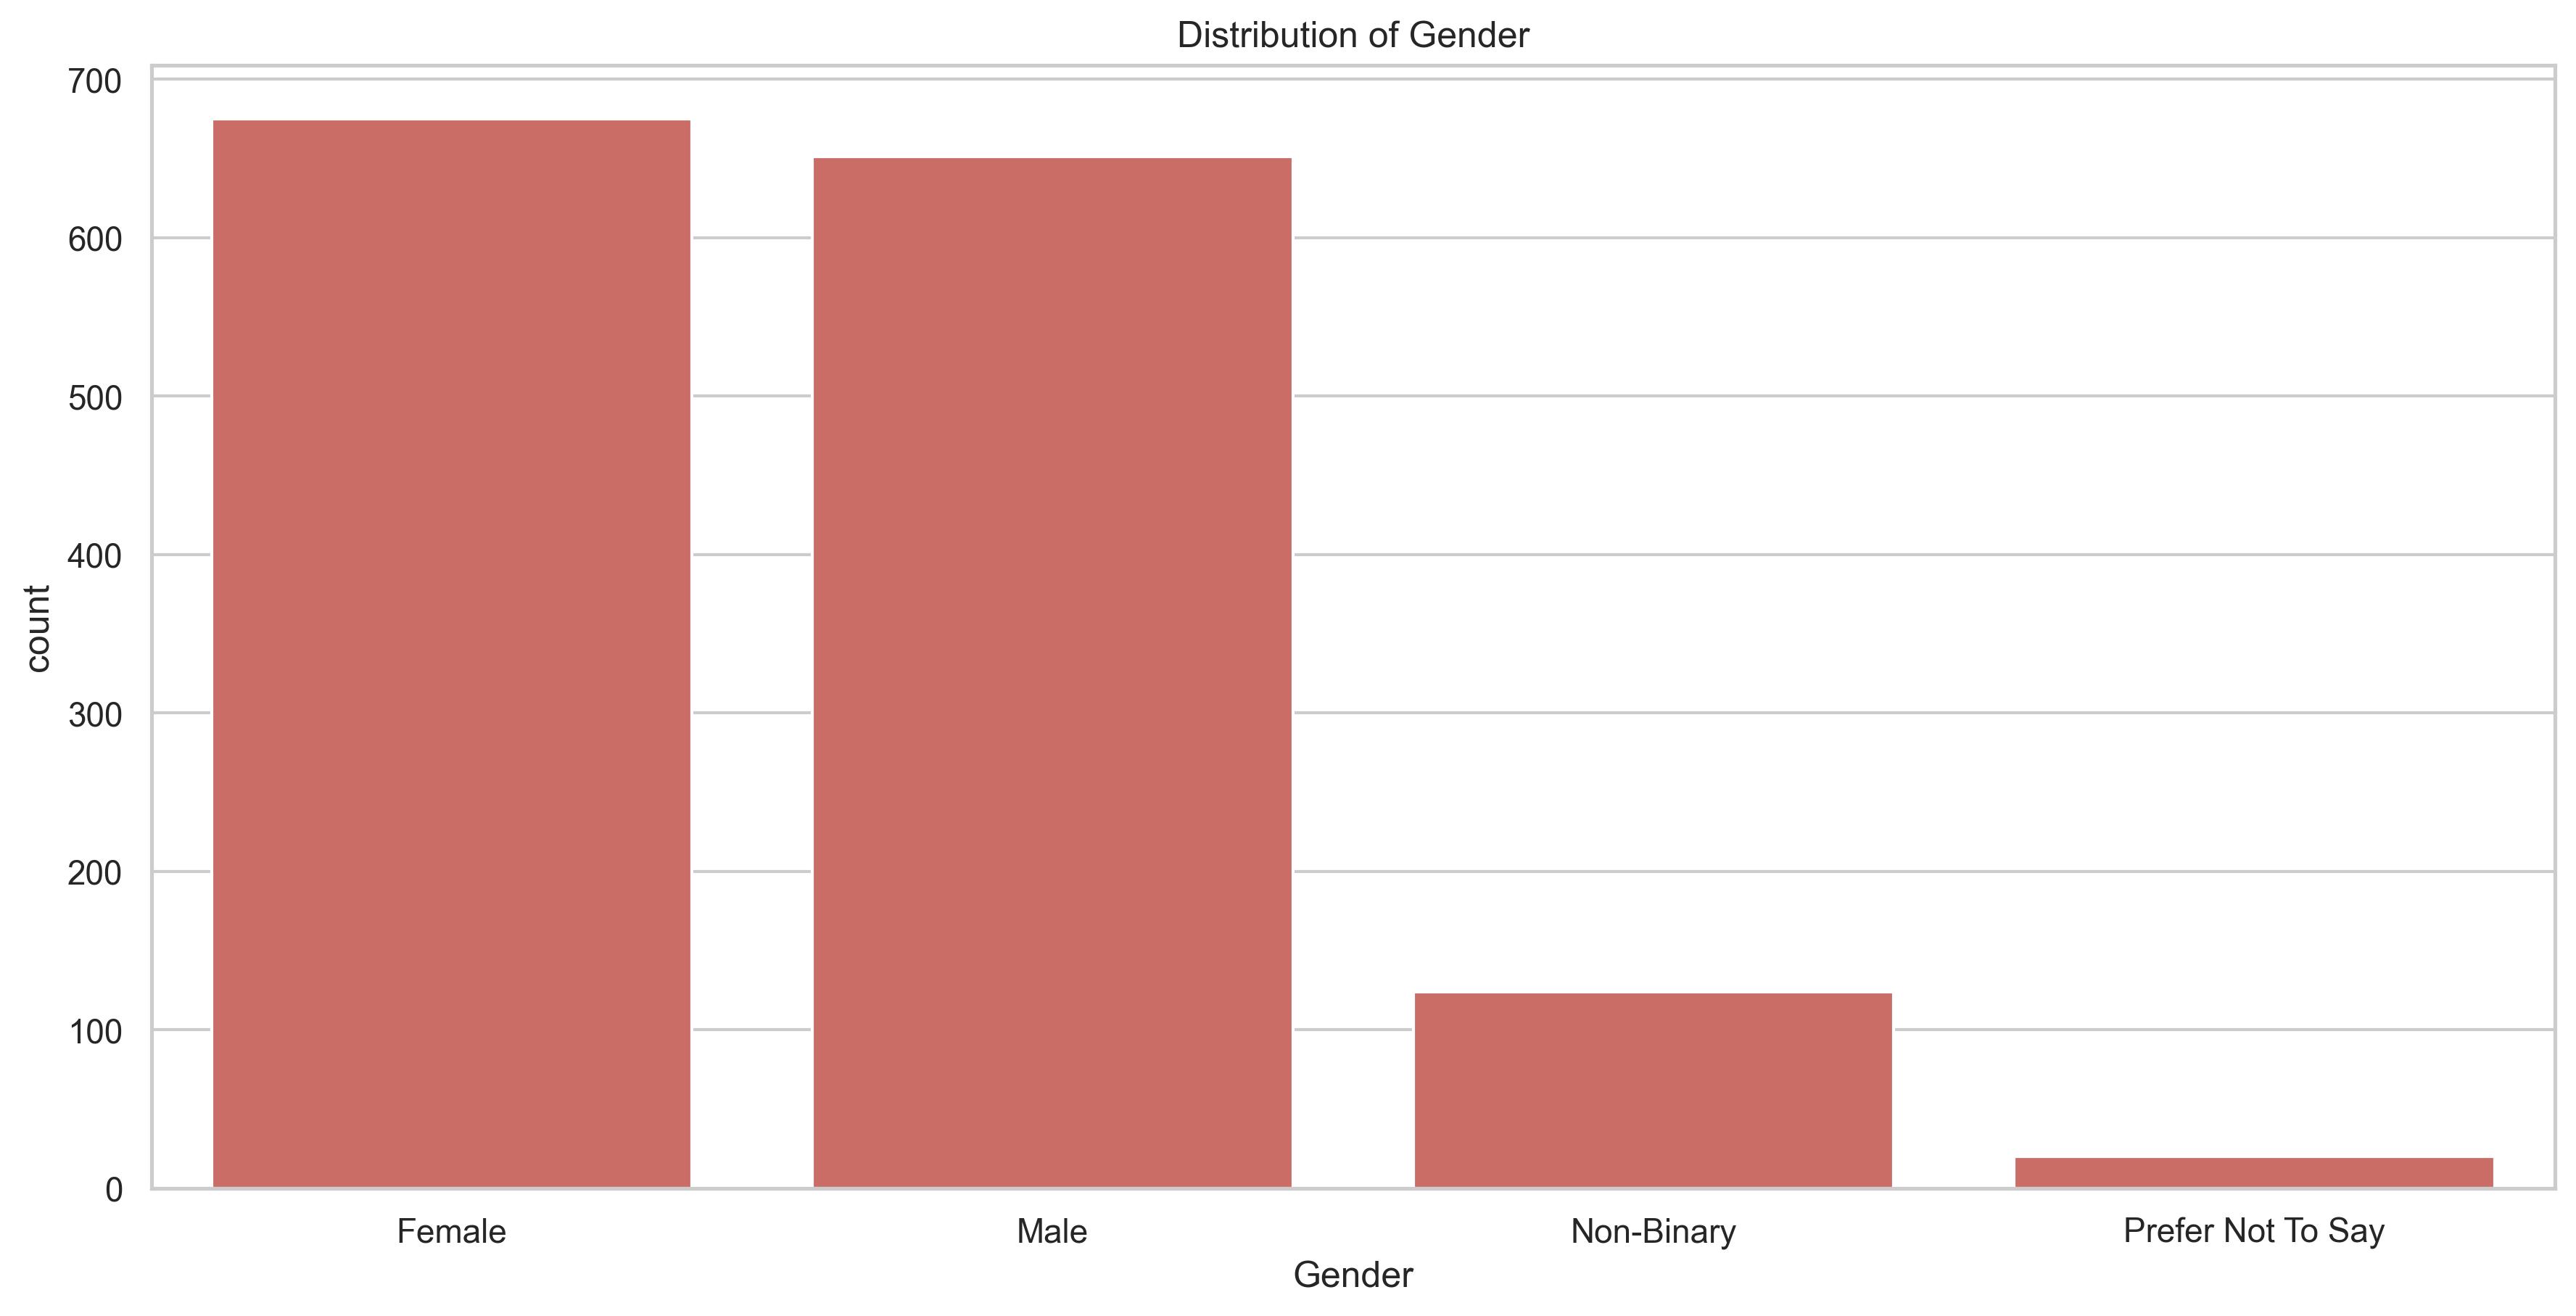 Distribution of Gender
700
600
500
400
300
200
100
0
count
Female Male Non-Binary Prefer Not To Say
Gender